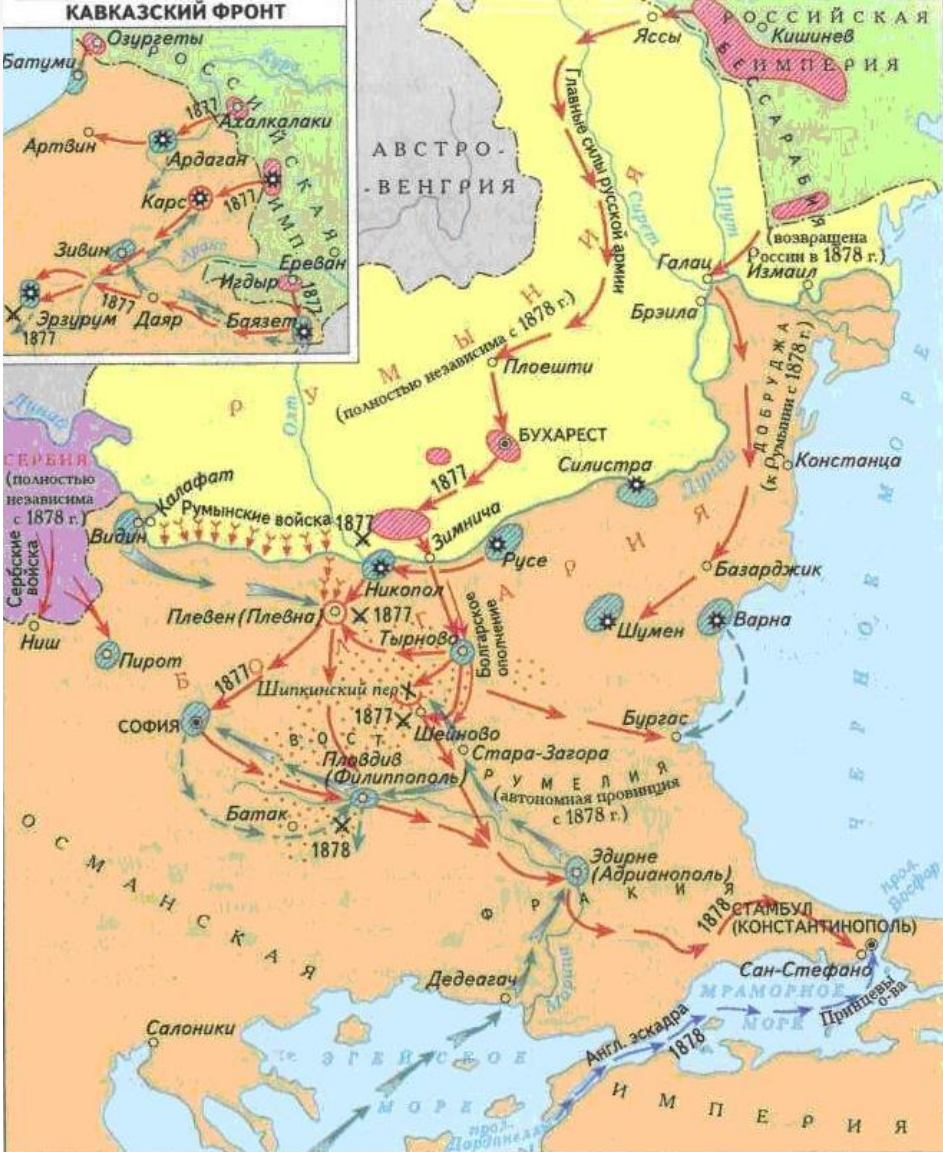 КАВКАЗСКИЙ ФРОНТ
Озургеты
Батуми
РОССИЙСКАЯ ИМП
Кура
1877
Ахалкалаки
Артвин
Ардаган
Карс
1877
Зивин
Аракс
Ереван
Игдыр
1877
1877
Эрзурум
Даяр
Баязет
1877
РОССИЙСКАЯ
ИМПЕРИЯ
Яссы
Кишинев
БЕССАРАБИЯ
(возвращена
России в 1878 г.)
Главные силы русской армии
АВСТРО-
-ВЕНГРИЯ
Сирет
Прут
Галац
Измаил
Брэила
РУМЫНИЯ
(полностью независима с 1878 г.)
Плоешти
ДОБРУДЖА
(к Румынии с 1878 г.)
Олт
БУХАРЕСТ
Дунай
СЕРБИЯ
(полностью
независима
с 1878 г.)
Силистра
Дунай
Констанца
1877
Калафат
Румынские войска
1877
Зимнича
Видин
Русе
Сербские
войска
Никопол
Базарджик
Плевен (Плевна)
1877
Тырново
Болгарское
ополчение
Шумен
Варна
Ниш
Пирот
БОЛГАРИЯ
1877
Шипкинский пер.
1877
Шейново
СОФИЯ
Бургас
Стара-Загора
ВОСТ.
РУМЕЛИЯ
(автономная провинция
с 1878 г.)
Пловдив
(Филиппополь)
Батак
1878
Эдирне
(Адрианополь)
ФРАКИЯ
ЧЕРНОЕ МОРЕ
прол.
Босфор
1878
СТАМБУЛ
(КОНСТАНТИНОПОЛЬ)
Сан-Стефано
Дедеагач
Марица
МРАМОРНОЕ
МОРЕ
Принцевы
о-ва
Англ. эскадра
1878
Салоники
ЭГЕЙСКОЕ
МОРЕ
прол.
Дарданеллы
ОСМАНСКАЯ
ИМПЕРИЯ